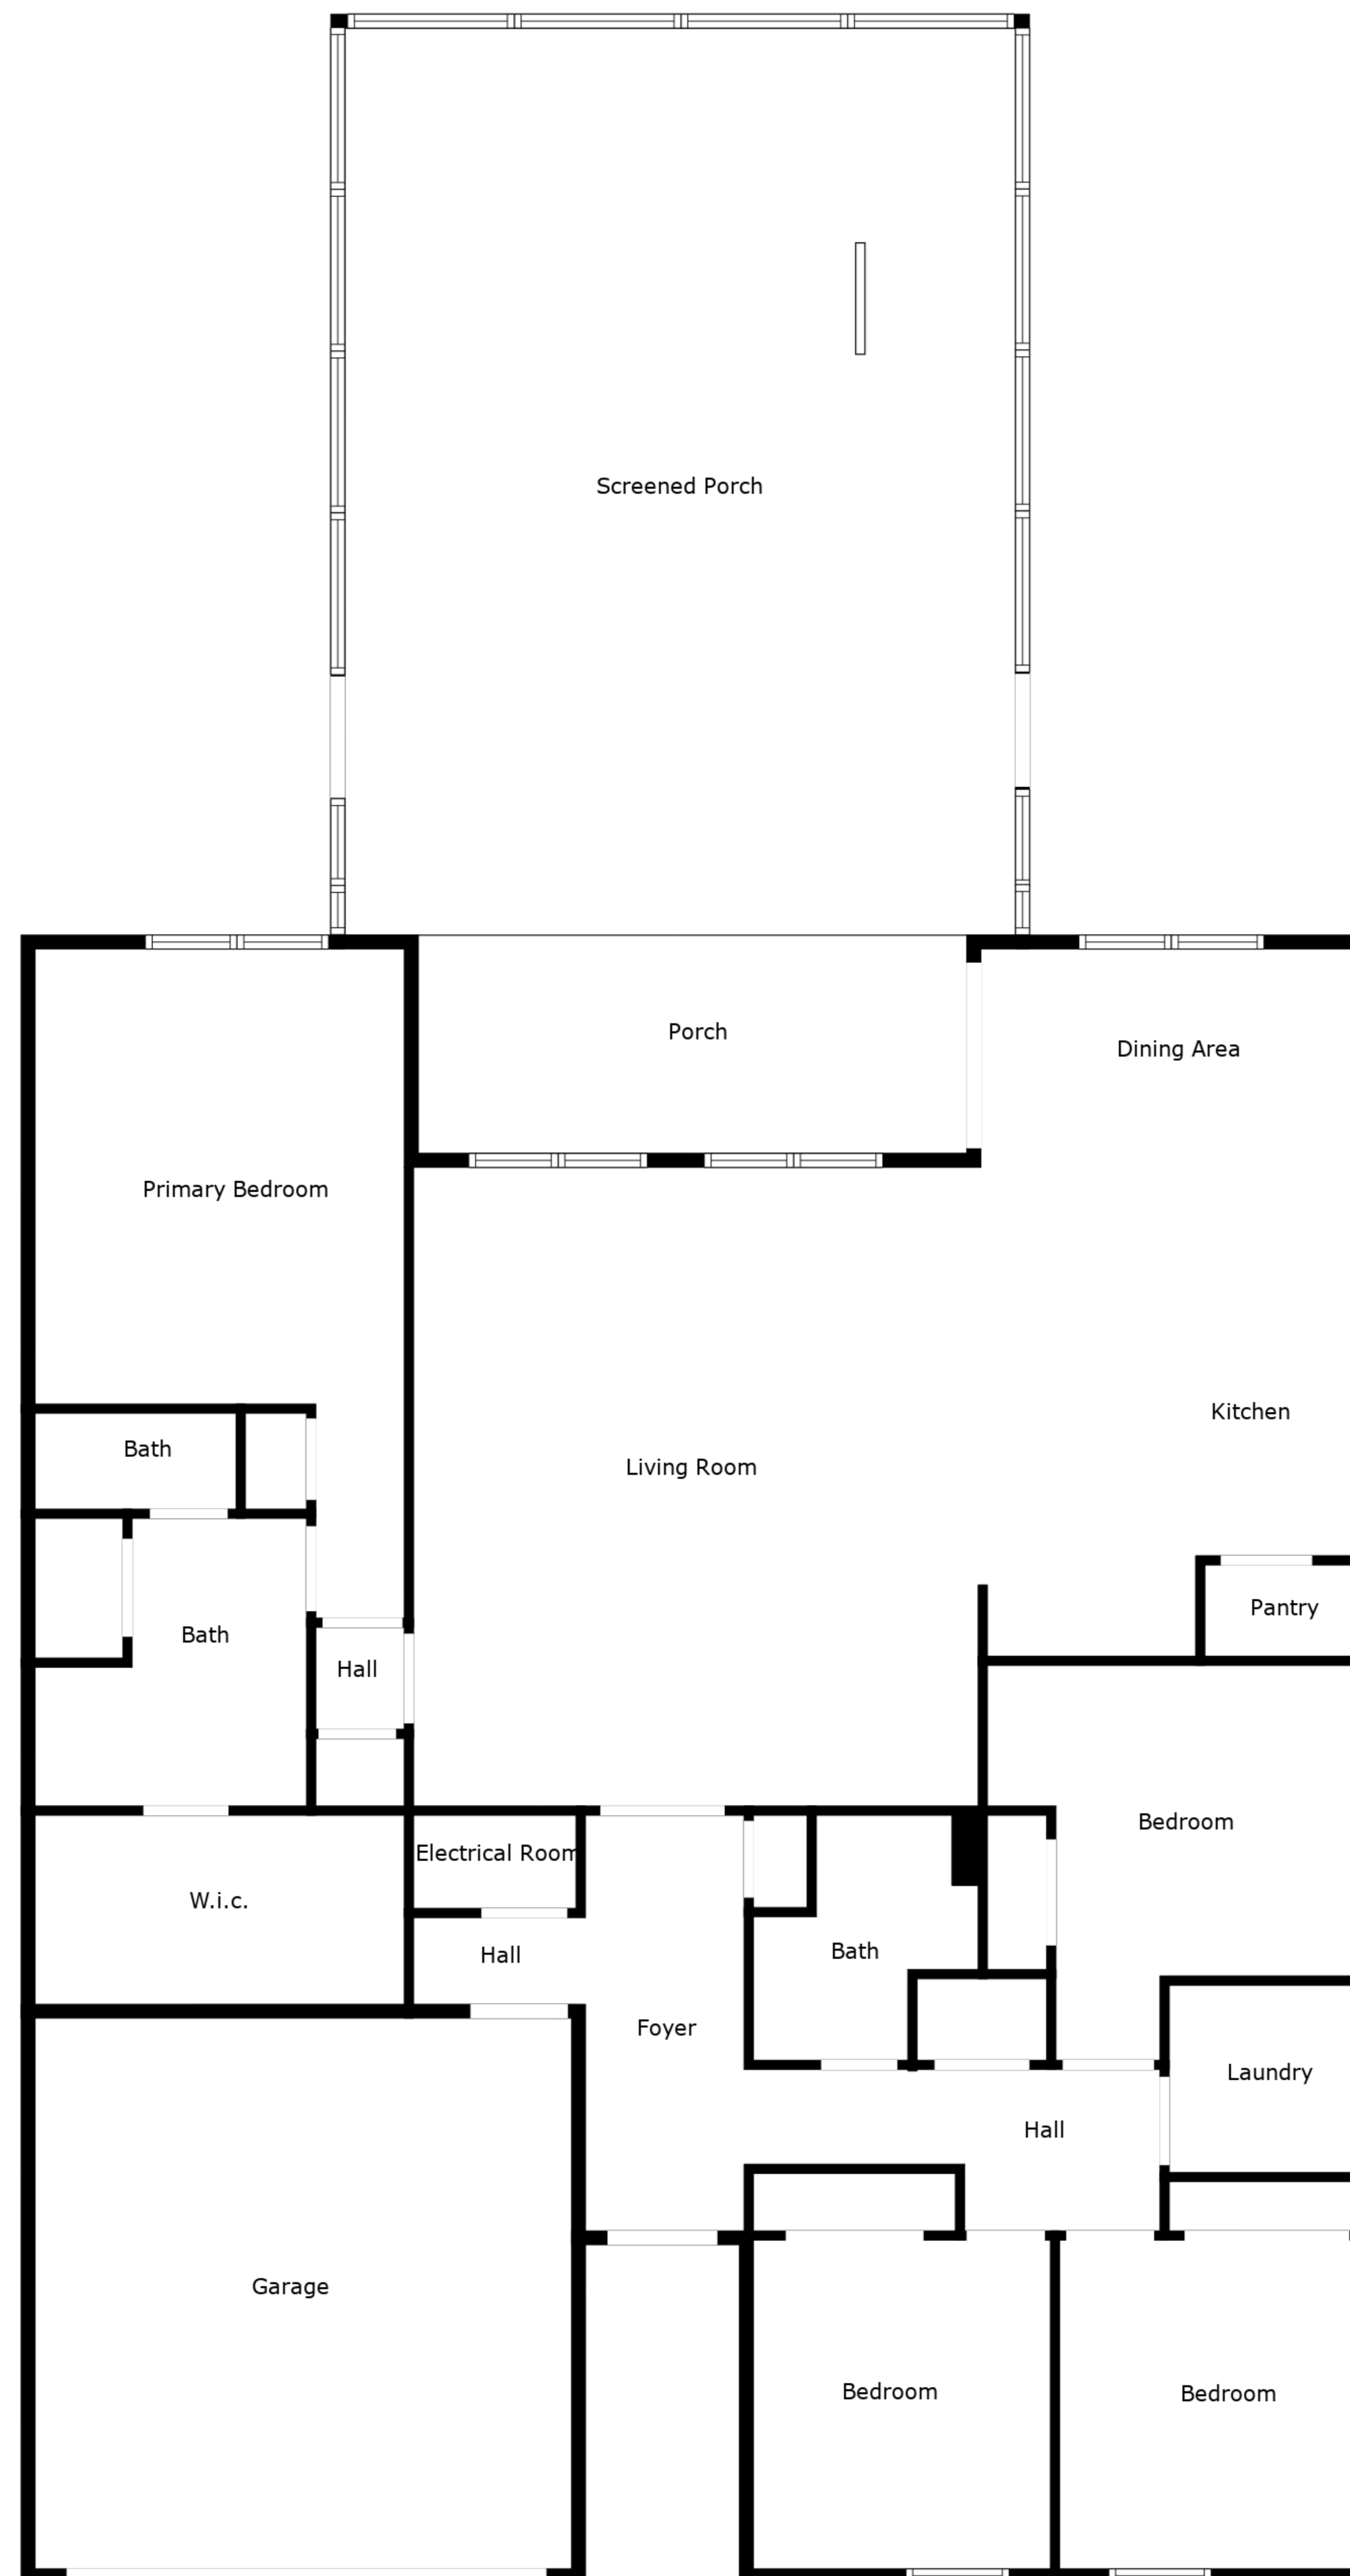 Screened Porch
Porch
Dining Area
Primary Bedroom
Kitchen
Bath
Living Room
Pantry
Bath
Hall
Bedroom
Electrical Room
W.i.c.
Bath
Hall
Foyer
Laundry
Hall
Garage
Bedroom
Bedroom